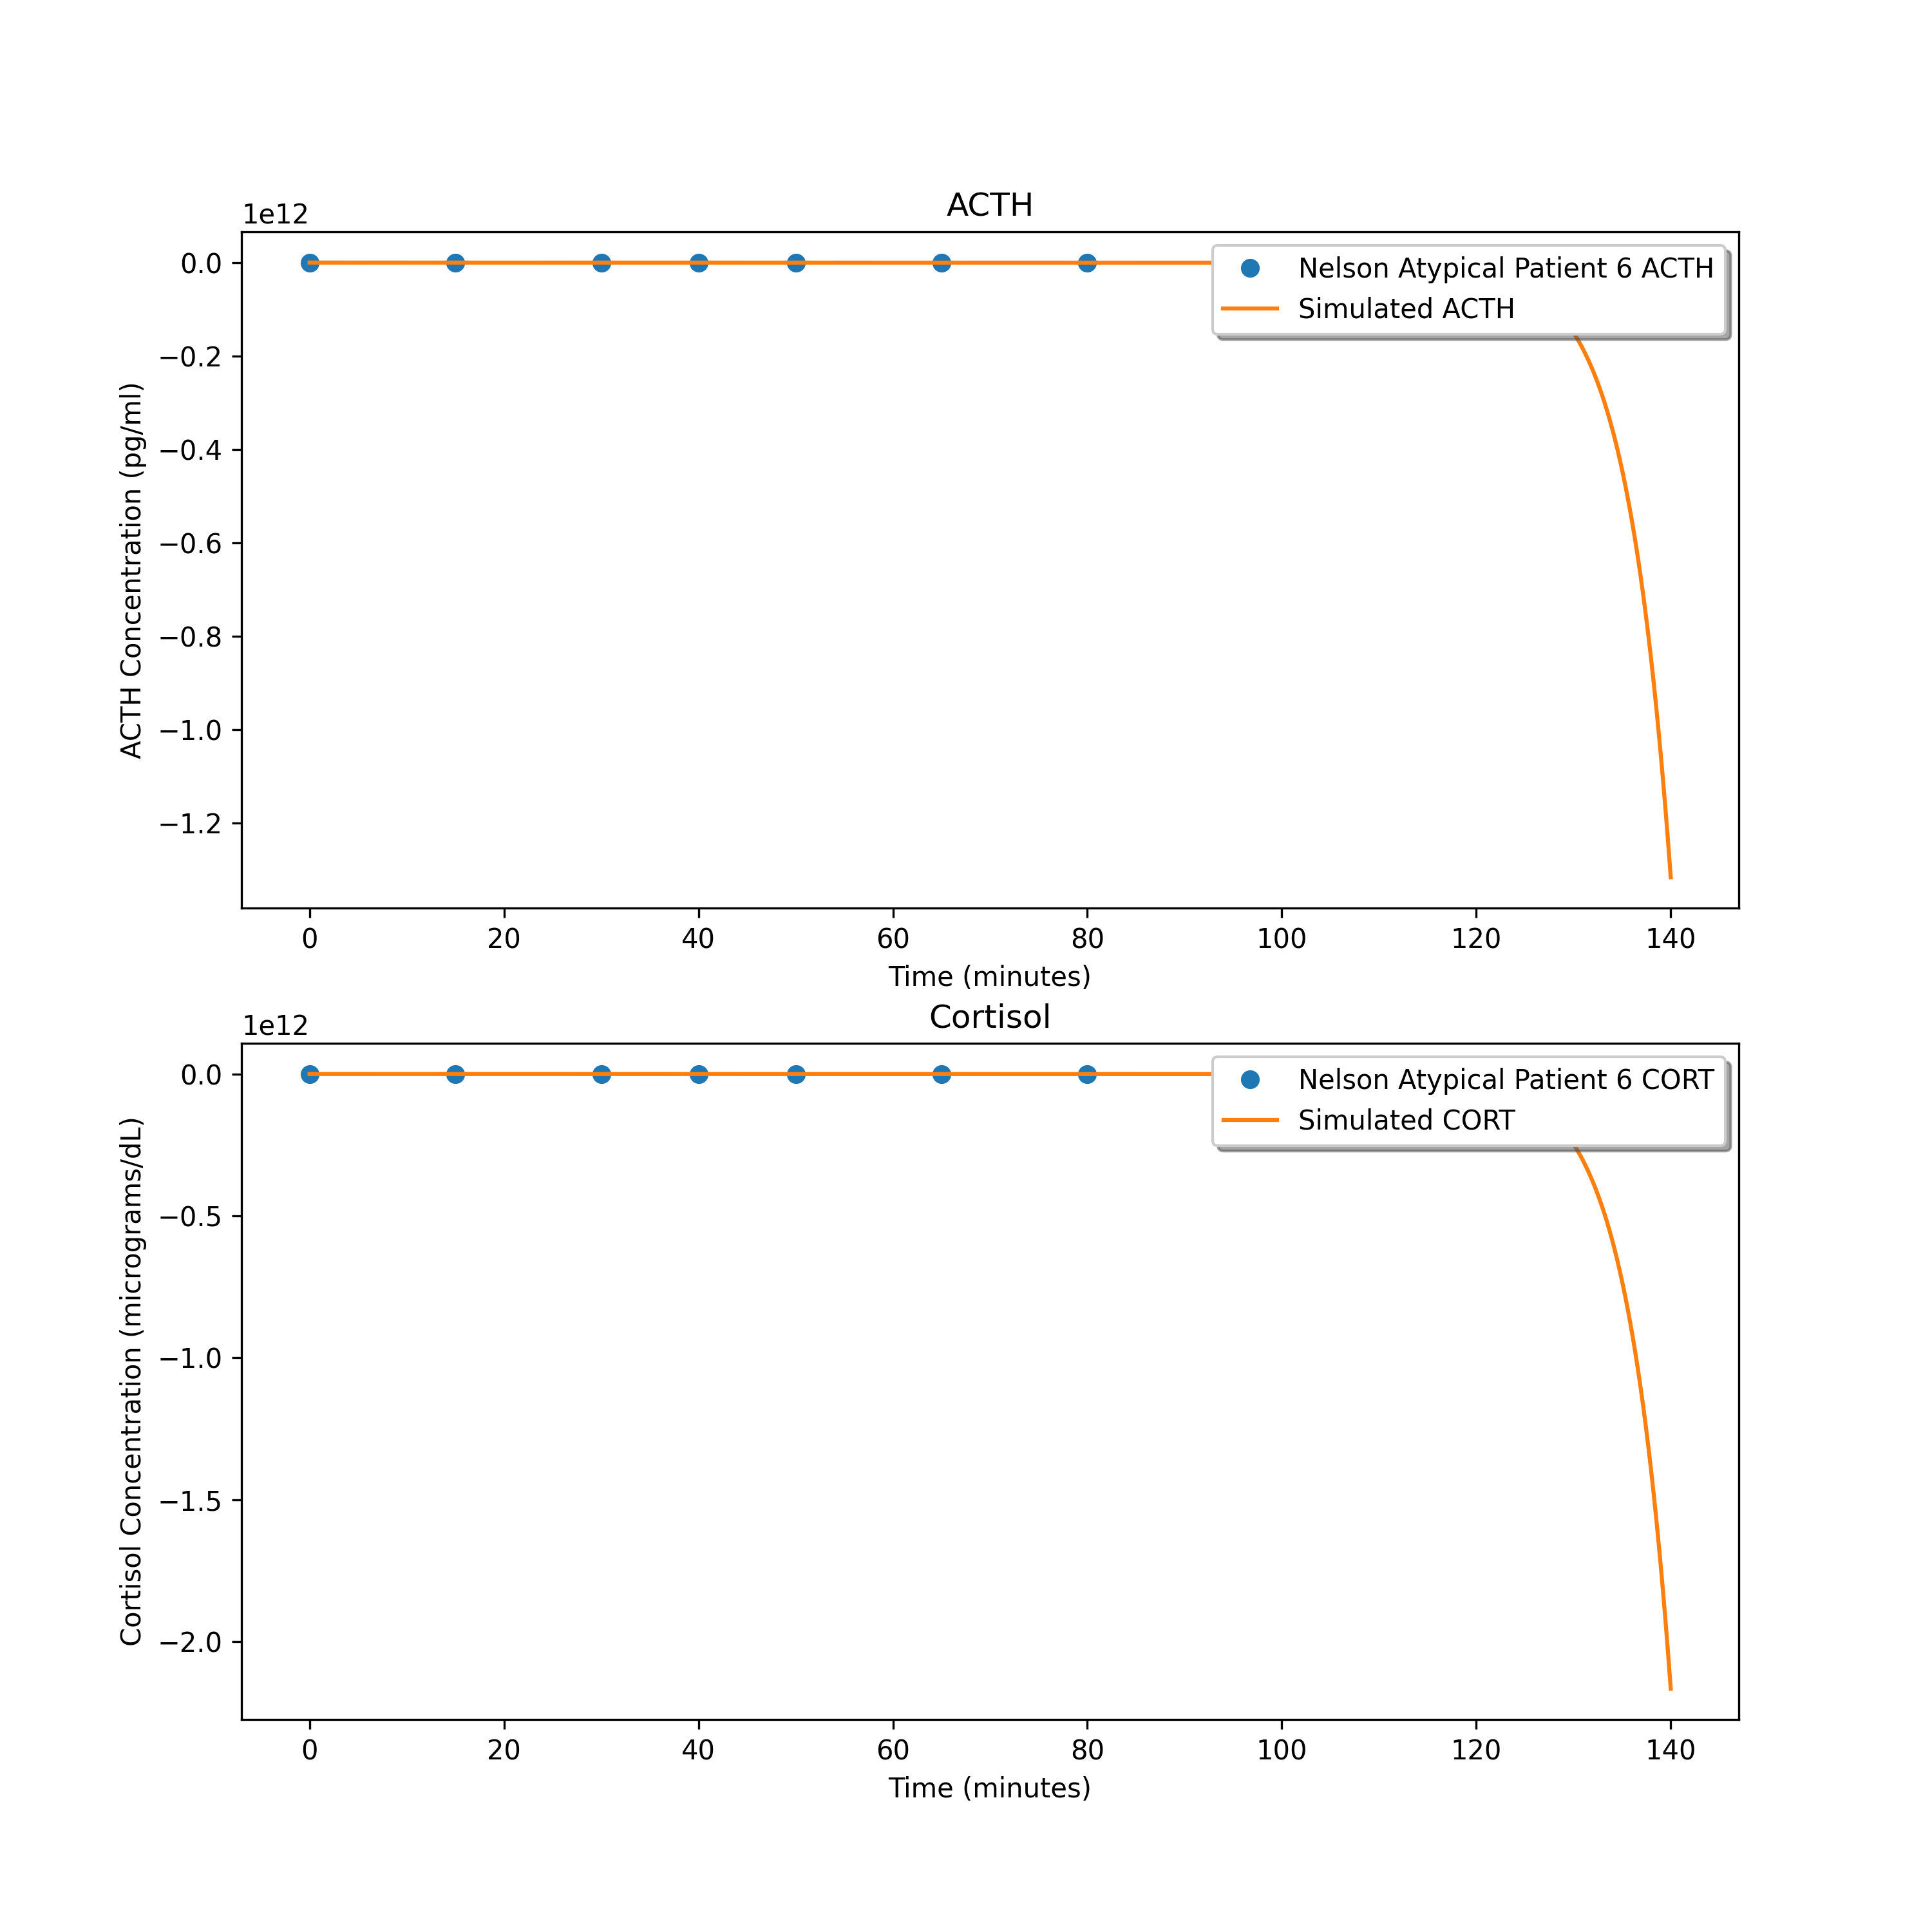 ACTH
1e12
0.0
−0.2
−0.4
−0.6
−0.8
−1.0
−1.2
ACTH Concentration (pg/ml)
Nelson Atypical Patient 6 ACTH
Simulated ACTH
0 20 40 60 80 100 120 140
Time (minutes)
Cortisol
1e12
0.0
−0.5
−1.0
−1.5
−2.0
Cortisol Concentration (micrograms/dL)
Nelson Atypical Patient 6 CORT
Simulated CORT
0 20 40 60 80 100 120 140
Time (minutes)